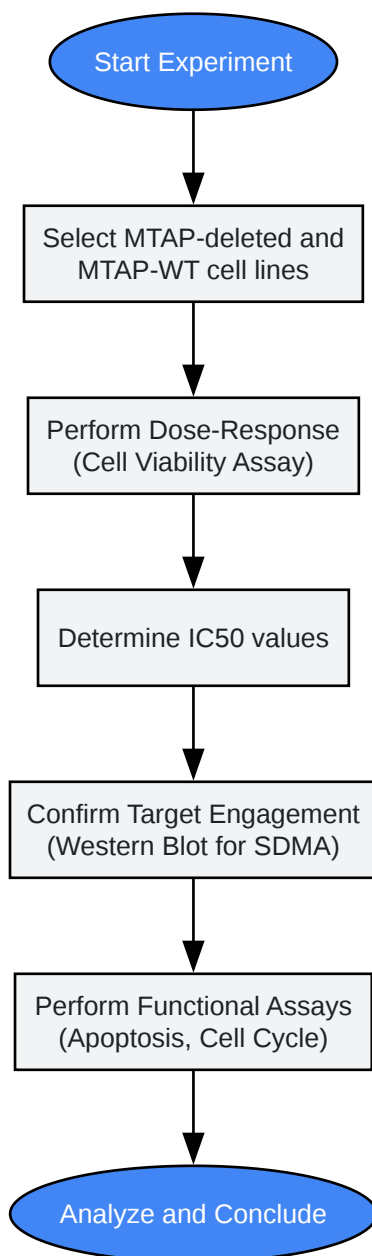 Start Experiment
Select MTAP-deleted and
MTAP-WT cell lines
Perform Dose-Response
(Cell Viability Assay)
Determine IC50 values
Confirm Target Engagement
(Western Blot for SDMA)
Perform Functional Assays
(Apoptosis, Cell Cycle)
Analyze and Conclude